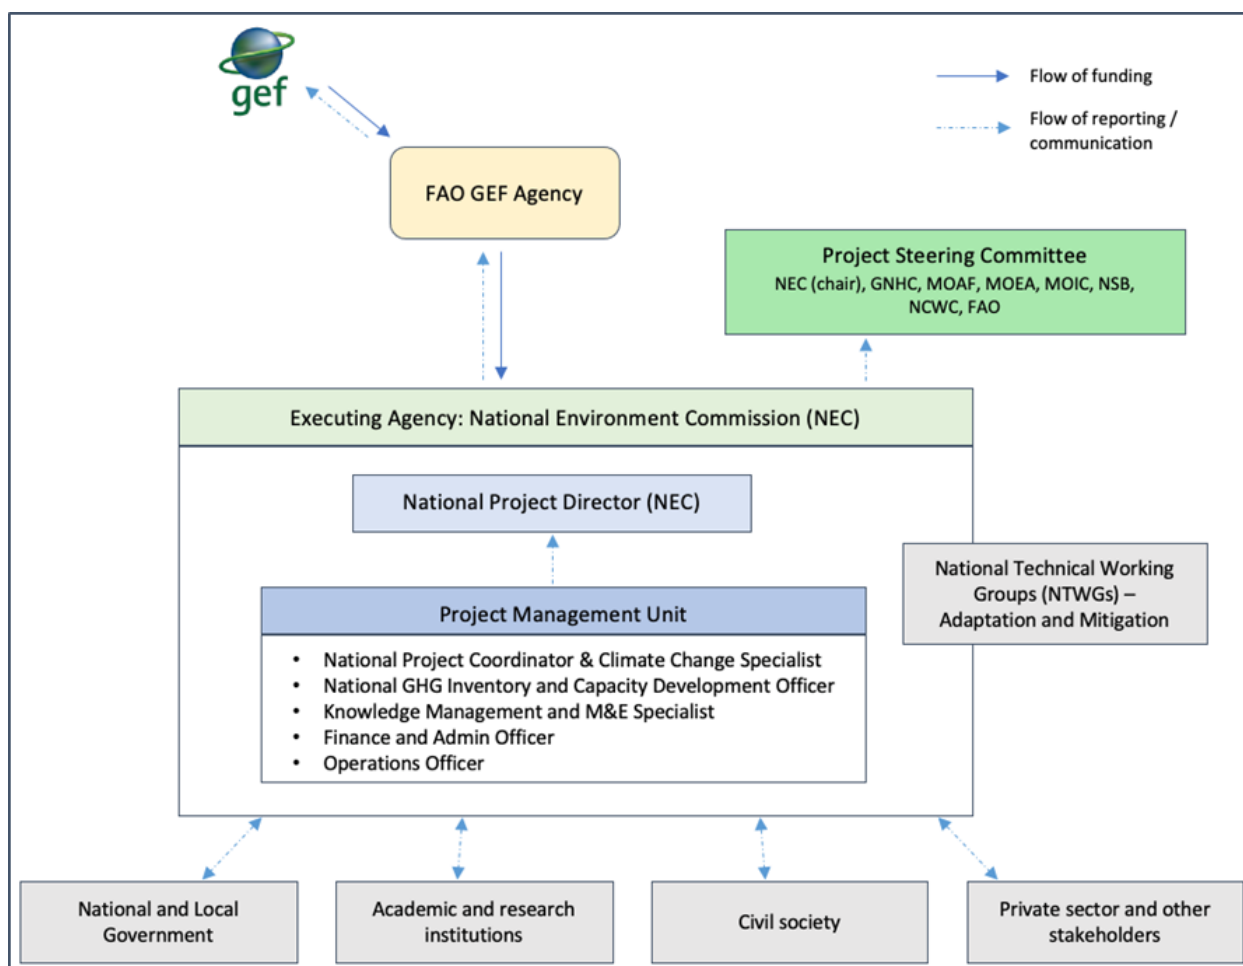 gef
Flow of funding
Flow of reporting /
communication
FAO GEF Agency
Project Steering Committee
NEC (chair), GNHC, MOAF, MOEA, MOIC, NSB,
NCWC, FAO
Executing Agency: National Environment Commission (NEC)
National Project Director (NEC)
National Technical Working
Groups (NTWGs) –
Adaptation and Mitigation
Project Management Unit
• National Project Coordinator & Climate Change Specialist
• National GHG Inventory and Capacity Development Officer
• Knowledge Management and M&E Specialist
• Finance and Admin Officer
• Operations Officer
National and Local
Government
Academic and research
institutions
Civil society
Private sector and other
stakeholders